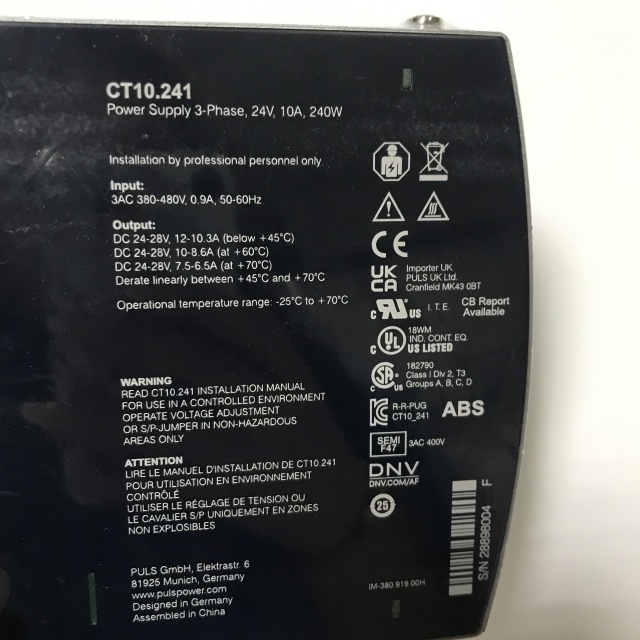 CT10.241
Power Supply 3-Phase, 24V, 10A, 240W
Installation by professional personnel only
Input:
3AC 380-480V, 0.9A, 50-60Hz
Output:
DC 24-28V, 12-10.3A (below +45°C)
DC 24-28V, 10-8.6A (at +60°C)
DC 24-28V, 7.5-6.5A (at +70°C)
Derate linearly between +45°C and +70°C
Operational temperature range: -25°C to +70°C
WARNING
READ CT10.241 INSTALLATION MANUAL
FOR USE IN A CONTROLLED ENVIRONMENT
OPERATE VOLTAGE ADJUSTMENT
OR S/P-JUMPER IN NON-HAZARDOUS
AREAS ONLY
ATTENTION
LIRE LE MANUEL D'INSTALLATION DE CT10.241
POUR UTILISATION EN ENVIRONNEMENT
CONTRÔLÉ
UTILISER LE RÉGLAGE DE TENSION OU
LE CAVALIER S/P UNIQUEMENT EN ZONES
NON EXPLOSIBLES
PULS GmbH, Elektrastr. 6
81925 Munich, Germany
www.pulspower.com
Designed in Germany
Assembled in China
CE
UK
CA
Importer UK
PULS UK Ltd.
Cranfield MK43 0BT
c RU US I.T.E. CB Report
Available
c UL 18WM
IND. CONT. EQ.
US LISTED
c SA US 182790
Class I Div 2, T3
Groups A, B, C, D
R-R-PUG
CT10_241
ABS
SEMI
F47
3AC 400V
DNV
DNV.COM/AF
25
IM-380.919.00H
S/N 28898004 F